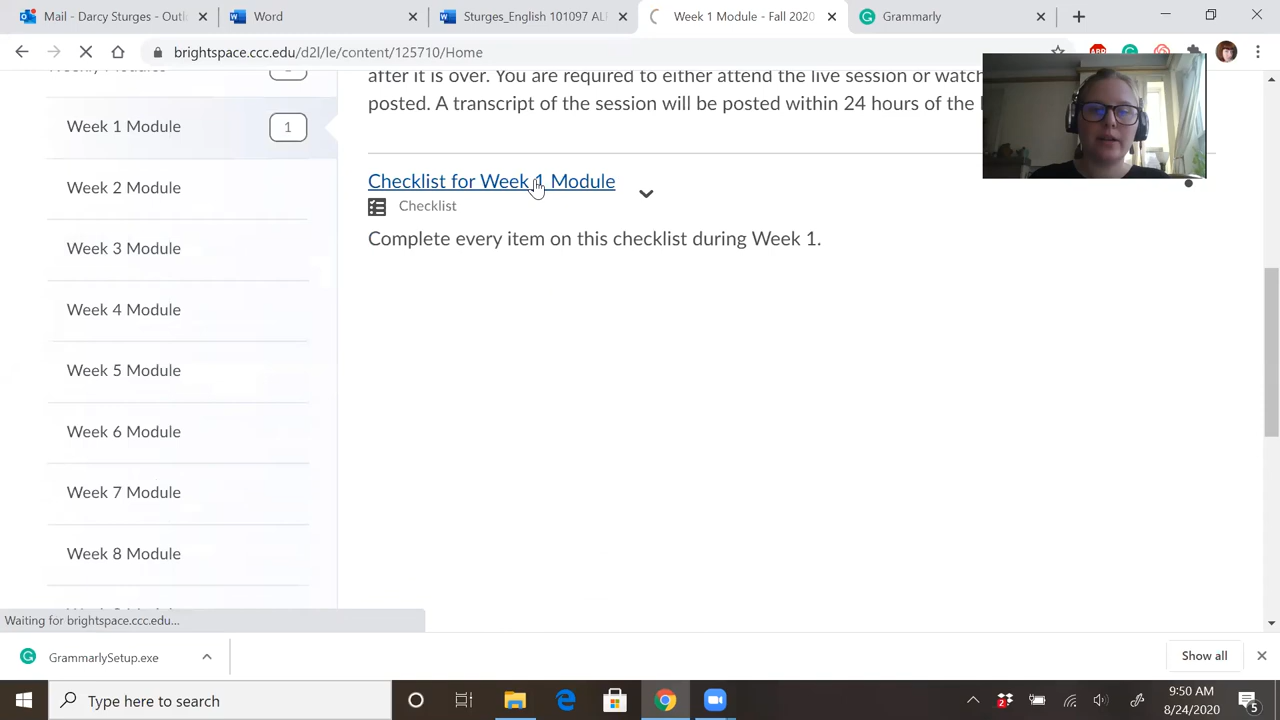 Mail - Darcy Sturges - Outl
Word
Sturges_English 101097 ALI
Week 1 Module - Fall 2020
Grammarly
brightspace.ccc.edu/d2l/le/content/125710/Home
Week 1 Module
1
Week 2 Module
Week 3 Module
Week 4 Module
Week 5 Module
Week 6 Module
Week 7 Module
Week 8 Module
after it is over. You are required to either attend the live session or watch
posted. A transcript of the session will be posted within 24 hours of the
Checklist for Week 1 Module
Checklist
Complete every item on this checklist during Week 1.
Waiting for brightspace.ccc.edu...
GrammarlySetup.exe
Show all
Type here to search
2
9:50 AM
8/24/2020
5